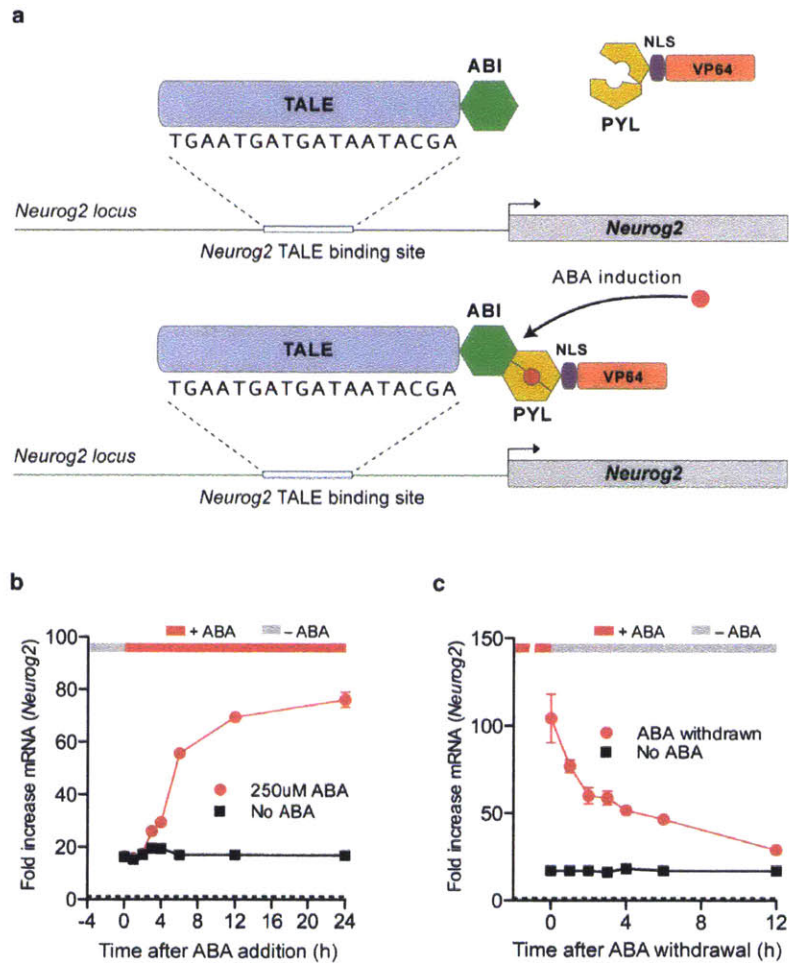 a
NLS
ABI
VP64
TALE
PYL
TGAATGATGATAATACGA
Neurog2 locus
Neurog2
Neurog2 TALE binding site
ABA induction
ABI
NLS
TALE
VP64
TGAATGATGATAATACGA
PYL
Neurog2 locus
Neurog2
Neurog2 TALE binding site
b
+ ABA – ABA
Fold increase mRNA (Neurog2)
100
80
60
40
20
0
250uM ABA
No ABA
-4 0 4 8 12 16 20 24
Time after ABA addition (h)
c
+ ABA – ABA
Fold increase mRNA (Neurog2)
150
100
50
0
ABA withdrawn
No ABA
0 4 8 12
Time after ABA withdrawal (h)